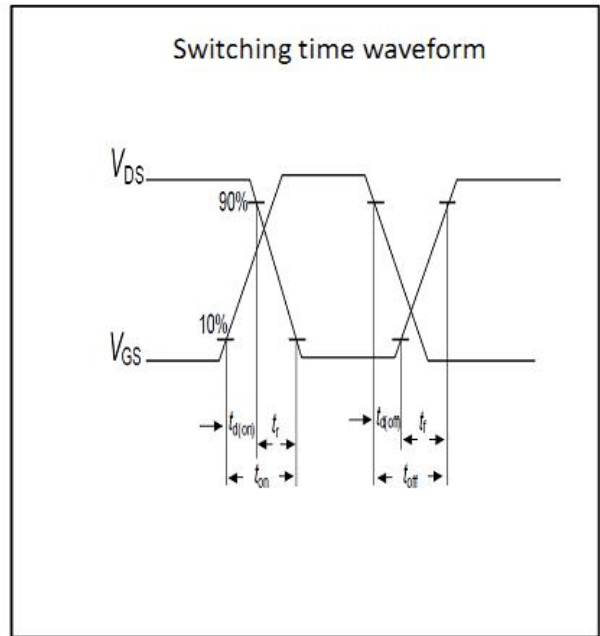 Switching time waveform
VDS
90%
10%
VGS
td(on) tr td(off) tf
ton toff